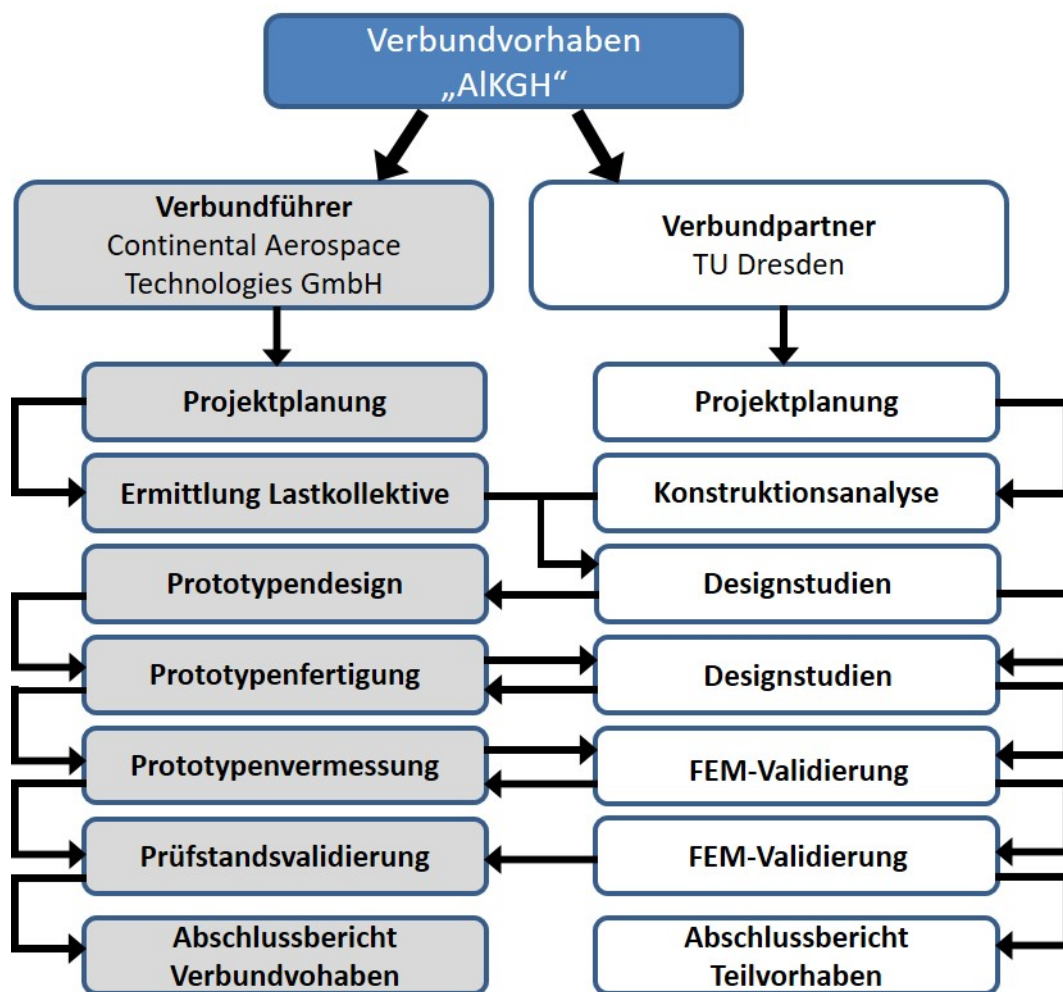 Verbundvorhaben
„AlKGH“
Verbundführer
Continental Aerospace
Technologies GmbH
Verbundpartner
TU Dresden
Projektplanung
Projektplanung
Ermittlung Lastkollektive
Konstruktionsanalyse
Prototypendesign
Designstudien
Prototypenfertigung
Designstudien
Prototypenvermessung
FEM-Validierung
Prüfstandsvalidierung
FEM-Validierung
Abschlussbericht
Verbundvohaben
Abschlussbericht
Teilvorhaben